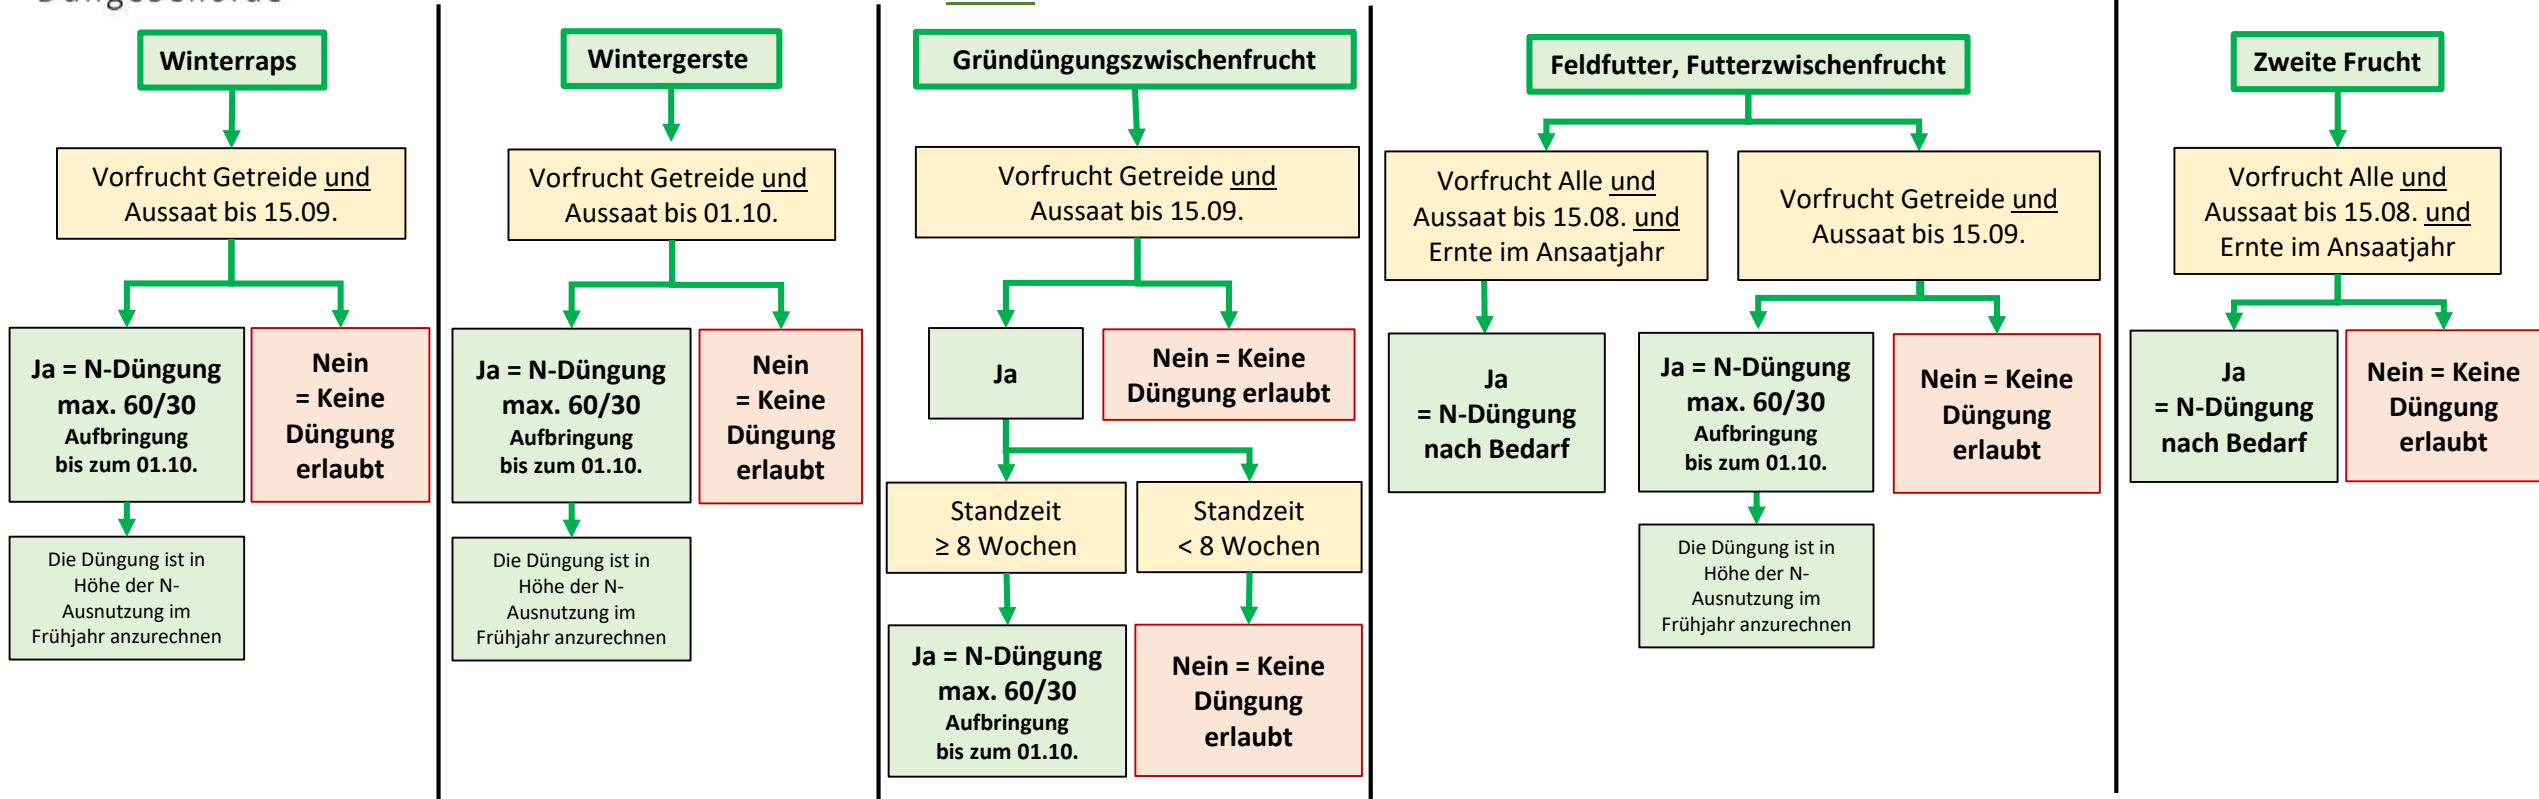 Düngebehörde
Winterraps
Vorfrucht Getreide und
Aussaat bis 15.09.
Ja = N-Düngung
max. 60/30
Aufbringung
bis zum 01.10.
Nein
= Keine
Düngung
erlaubt
Die Düngung ist in
Höhe der N-
Ausnutzung im
Frühjahr anzurechnen
Wintergerste
Vorfrucht Getreide und
Aussaat bis 01.10.
Ja = N-Düngung
max. 60/30
Aufbringung
bis zum 01.10.
Nein
= Keine
Düngung
erlaubt
Die Düngung ist in
Höhe der N-
Ausnutzung im
Frühjahr anzurechnen
Gründüngungszwischenfrucht
Vorfrucht Getreide und
Aussaat bis 15.09.
Ja
Nein = Keine
Düngung erlaubt
Standzeit
≥ 8 Wochen
Standzeit
< 8 Wochen
Ja = N-Düngung
max. 60/30
Aufbringung
bis zum 01.10.
Nein = Keine
Düngung
erlaubt
Feldfutter, Futterzwischenfrucht
Vorfrucht Alle und
Aussaat bis 15.08. und
Ernte im Ansaatjahr
Vorfrucht Getreide und
Aussaat bis 15.09.
Ja
= N-Düngung
nach Bedarf
Ja = N-Düngung
max. 60/30
Aufbringung
bis zum 01.10.
Nein = Keine
Düngung
erlaubt
Die Düngung ist in
Höhe der N-
Ausnutzung im
Frühjahr anzurechnen
Zweite Frucht
Vorfrucht Alle und
Aussaat bis 15.08. und
Ernte im Ansaatjahr
Ja
= N-Düngung
nach Bedarf
Nein = Keine
Düngung
erlaubt